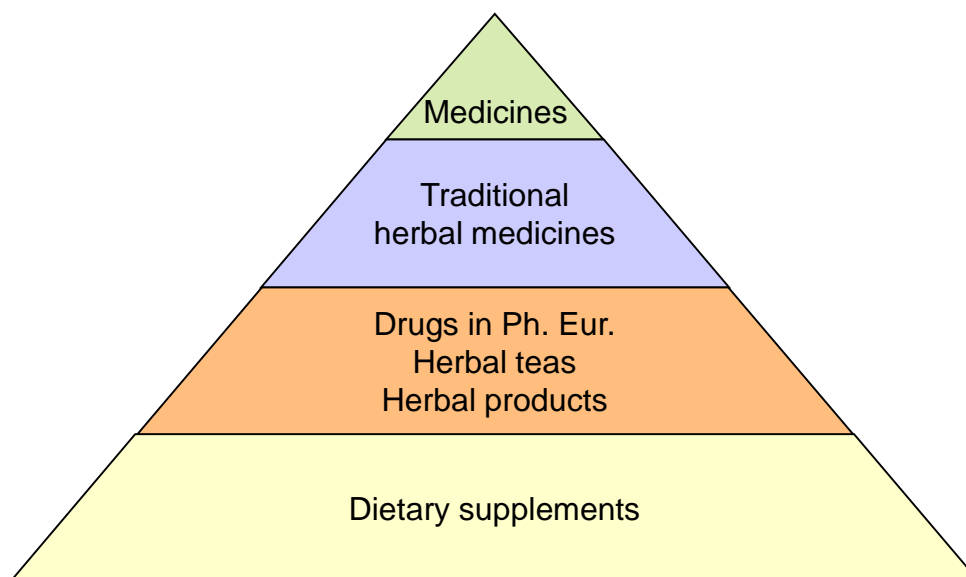 Medicines
Traditional
herbal medicines
Drugs in Ph. Eur.
Herbal teas
Herbal products
Dietary supplements